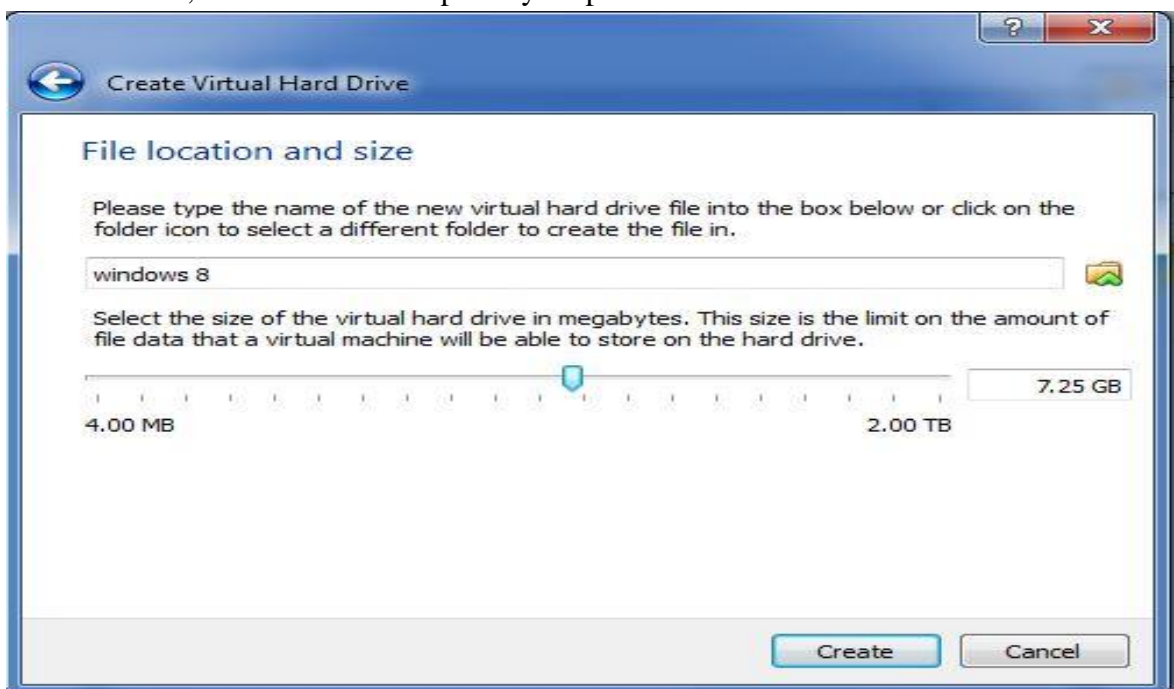 ?
X
Create Virtual Hard Drive
File location and size
Please type the name of the new virtual hard drive file into the box below or click on the
folder icon to select a different folder to create the file in.
windows 8
Select the size of the virtual hard drive in megabytes. This size is the limit on the amount of
file data that a virtual machine will be able to store on the hard drive.
7.25 GB
4.00 MB 2.00 TB
Create Cancel